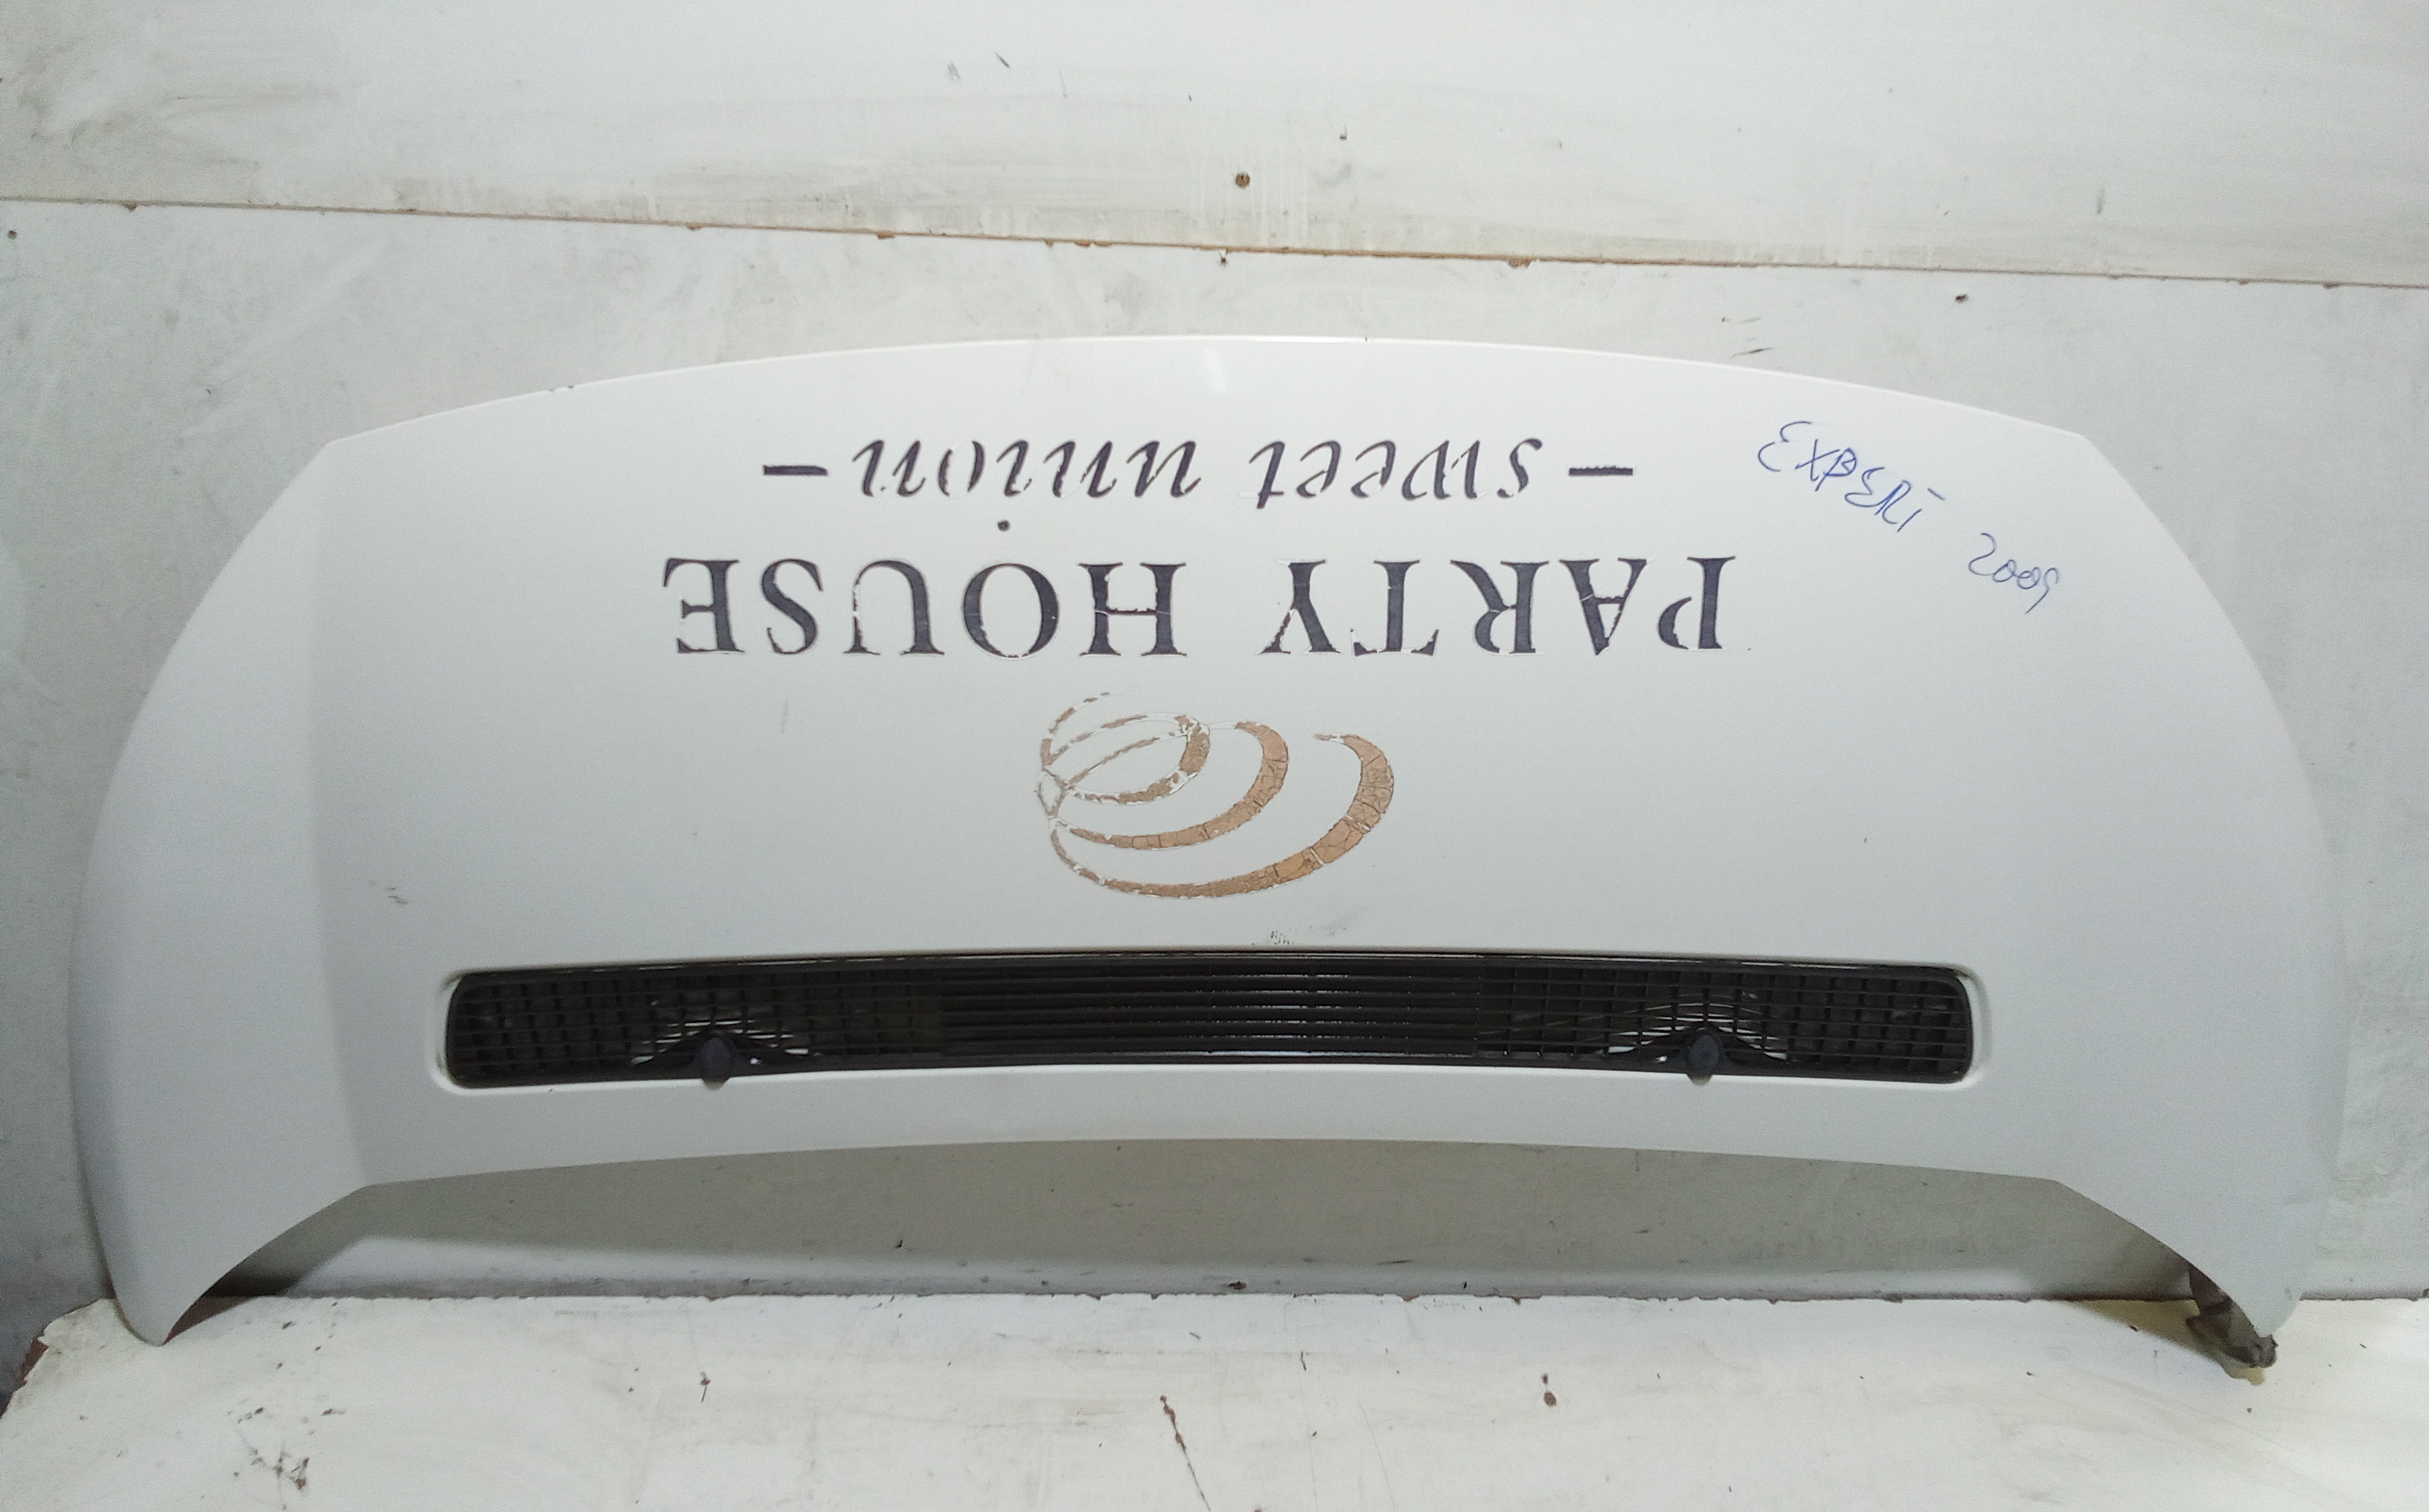 EXPERT 2009
PARTY HOUSE
- sweet union -